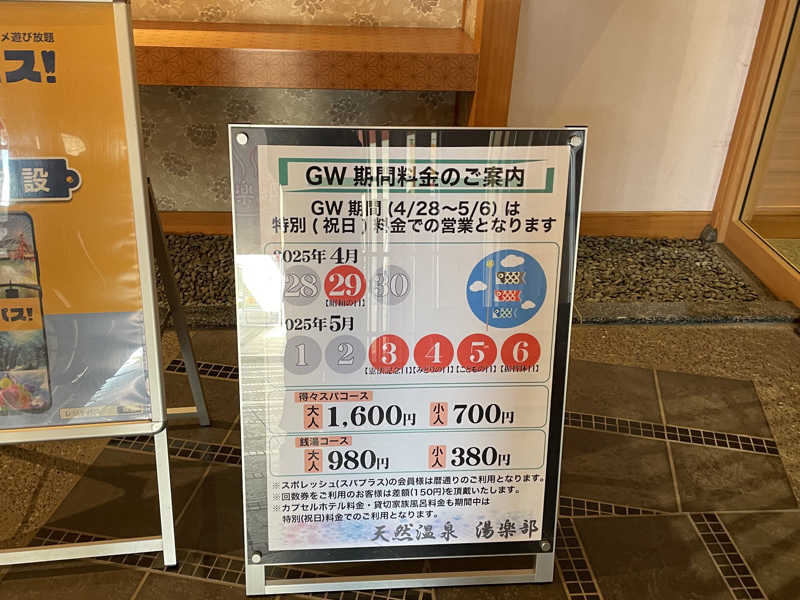 メ遊び放題
ス!
設
パス!
GW 期間料金のご案内
GW 期間 (4/28〜5/6) は
特別 ( 祝日 ) 料金での営業となります
2025年 4月
28 29 30
【昭和の日】
2025年 5月
1 2 3 4 5 6
【憲法記念日】【みどりの日】【こどもの日】【振替休日】
得々スパコース
大人 1,600円 小人 700円
銭湯コース
大人 980円 小人 380円
※スポレッシュ(スパプラス)の会員様は暦通りのご利用となります。
※回数券をご利用のお客様は差額(150円)を頂戴いたします。
※カプセルホテル料金・貸切家族風呂料金も期間中は
特別(祝日)料金でのご利用となります。
天然温泉 湯楽部